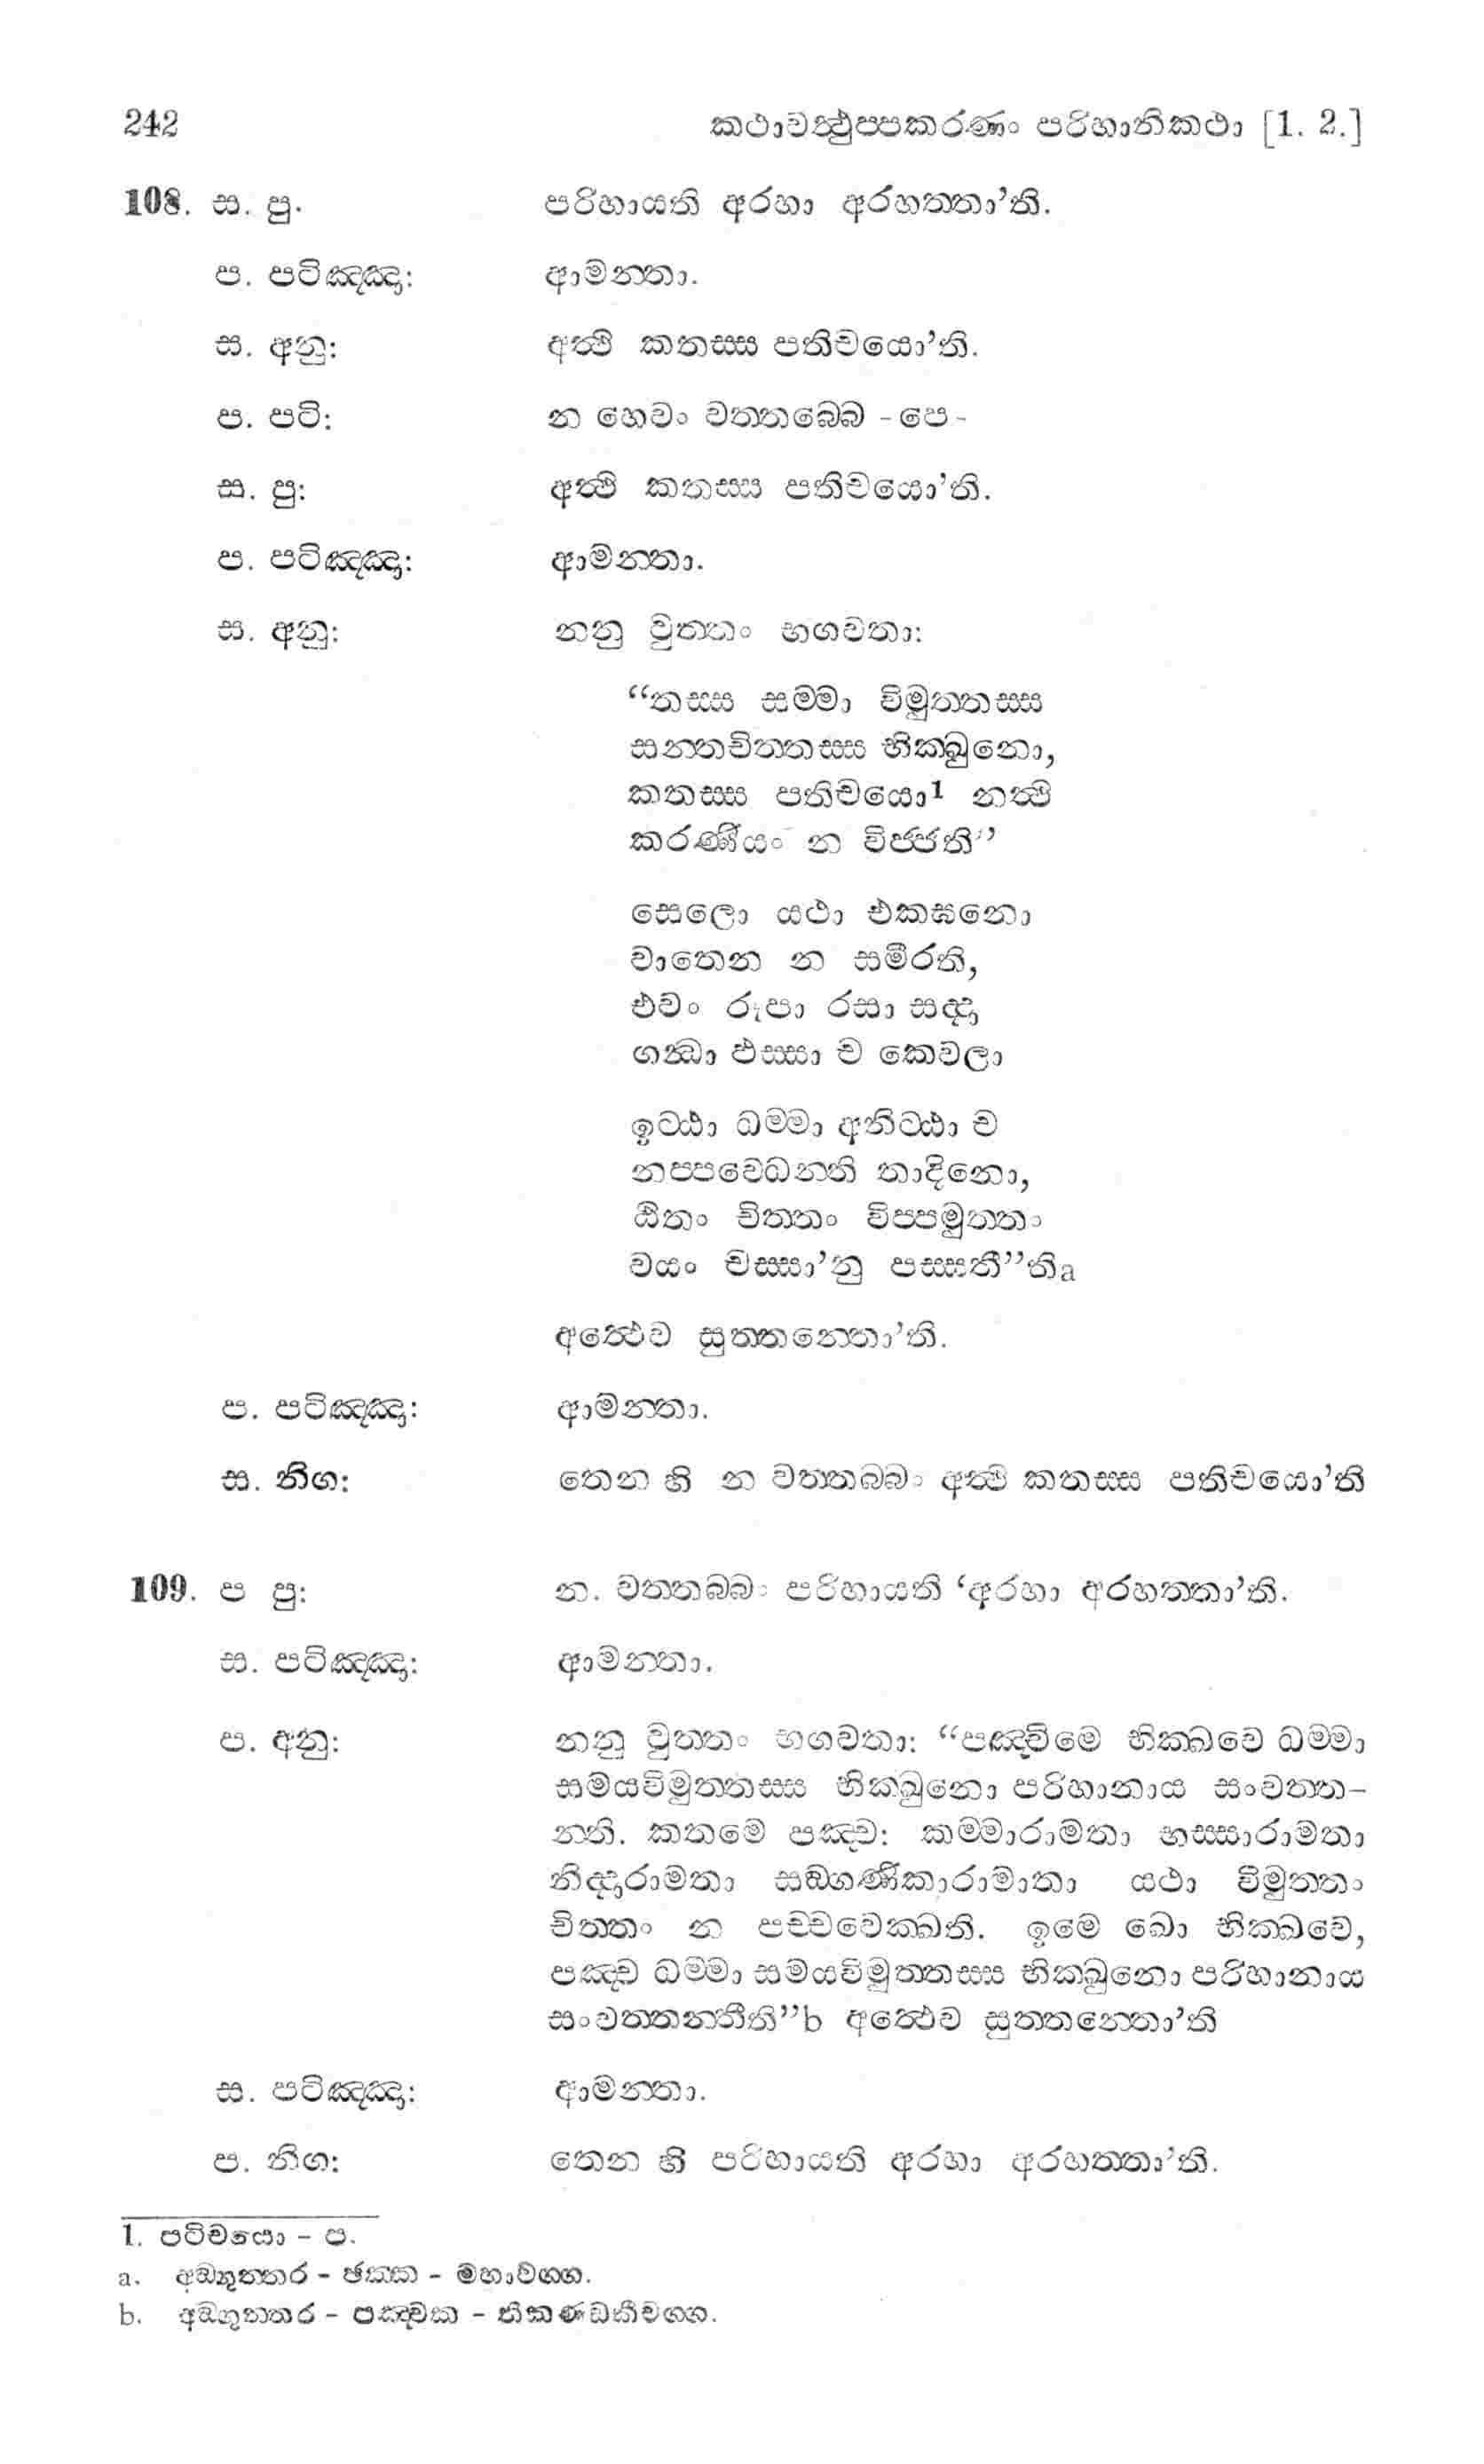 242 කථාවත්ථුප්පකරණං පරිහානිකථා [1. 2.]
108. ස. පු. පරිහායති අරහා අරහත්තා’ති.
ප. පටිඤ්ඤා: ආමන්තා.
ස. අනු: අත්ථි කතස්ස පතිචයො’ති.
ප. පටි: න හෙවං වත්තබ්බෙ -පෙ-
ස. පු: අත්ථි කතස්ස පතිචයො’ති.
ප. පටිඤ්ඤා: ආමන්තා.
ස. අනු: නනු වුත්තං භගවතා:
“තස්ස සම්මා විමුත්තස්ස
සන්තචිත්තස්ස භික්ඛුනො,
කතස්ස පතිචයො1 නත්ථි
කරණීයං න විජ්ජති”
සෙලො යථා එකඝනො
වාතෙන න සමීරති,
එවං රූපා රසා සද්දා
ගන්ධා ඵස්සා ච කෙවලා
ඉට්ඨා ධම්මා අනිට්ඨා ච
නප්පවෙධන්ති තාදිනො,
ඨිතං චිත්තං විප්පමුත්තං
වයං චස්සා’නු පස්සතී”තිa
අත්ථෙව සුත්තන්තො’ති.
ප. පටිඤ්ඤා: ආමන්තා.
ස. නිග: තෙන හි න වත්තබ්බං අත්ථි කතස්ස පතිචයො’ති
109. ප පු: න. වත්තබ්බං පරිහායති ‘අරහා අරහත්තා’ති.
ස. පටිඤ්ඤා: ආමන්තා.
ප. අනු: නනු වුත්තං භගවතා: “පඤ්චිමෙ භික්ඛවෙ ධම්මා
සමයවිමුත්තස්ස භික්ඛුනො පරිහානාය සංවත්ත-
න්ති. කතමෙ පඤ්ච: කම්මාරාමතා භස්සාරාමතා
නිද්දාරාමතා සඞ්ගණිකාරාමාතා යථා විමුත්තං
චිත්තං න පච්චවෙක්ඛති. ඉමෙ ඛො භික්ඛවෙ,
පඤ්ච ධම්මා සමයවිමුත්තස්ස භික්ඛුනො පරිහානාය
සංවත්තන්තීති”b අත්ථෙව සුත්තන්තො’ති
ස. පටිඤ්ඤා: ආමන්තා.
ප. නිග: තෙන හි පරිහායති අරහා අරහත්තා’ති.
1. පටිචයො - ප.
a. අඞ්ගුත්තර - ඡක්ක - මහාවග්ග.
b. අඞ්ගුත්තර - පඤ්චක - තිකණ්ඩකීවග්ග.